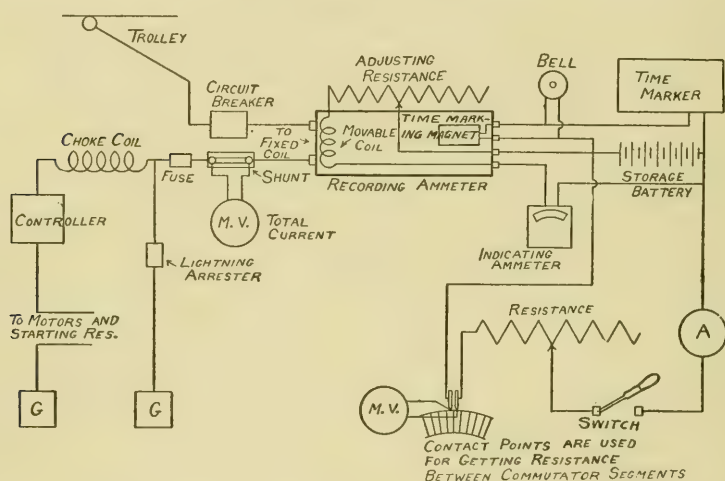 TROLLEY
CIRCUIT
BREAKER
ADJUSTING
RESISTANCE
BELL
TIME
MARKER
CHOKE COIL
TO
FIXED
COIL
MOVABLE
COIL
TIME MARK-
ING MAGNET
FUSE
SHUNT
RECORDING AMMETER
STORAGE
BATTERY
CONTROLLER
M.V.
TOTAL
CURRENT
INDICATING
AMMETER
LIGHTNING
ARRESTER
TO MOTORS AND
STARTING RES.
RESISTANCE
A
G
G
M.V.
SWITCH
CONTACT POINTS ARE USED
FOR GETTING RESISTANCE
BETWEEN COMMUTATOR SEGMENTS